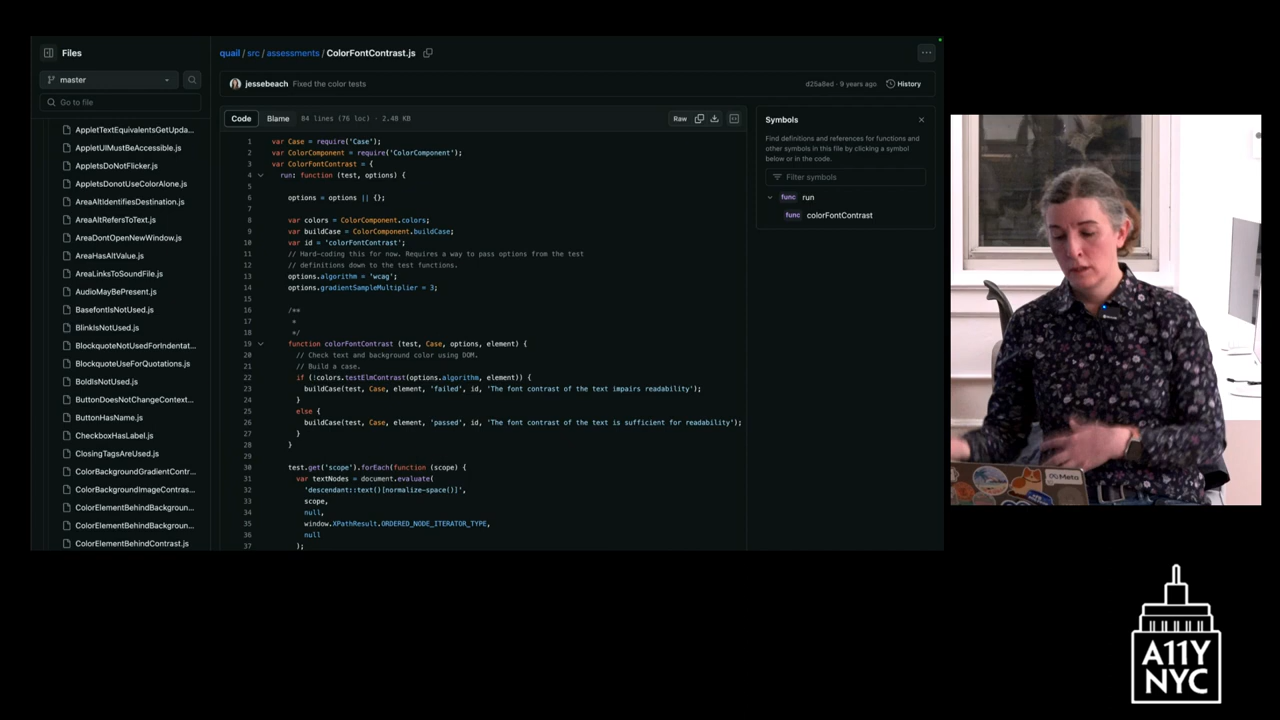 Files
master
Go to file
AppletTextEquivalentsGetUpda...
AppletUIMustBeAccessible.js
AppletsDoNotFlicker.js
AppletsDonotUseColorAlone.js
AreaAltIdentifiesDestination.js
AreaAltRefersToText.js
AreaDontOpenNewWindow.js
AreaHasAltValue.js
AreaLinksToSoundFile.js
AudioMayBePresent.js
BasefontIsNotUsed.js
BlinkIsNotUsed.js
BlockquoteNotUsedForIndentat...
BlockquoteUseForQuotations.js
BoldIsNotUsed.js
ButtonDoesNotChangeContext...
ButtonHasName.js
CheckboxHasLabel.js
ClosingTagsAreUsed.js
ColorBackgroundGradientContr...
ColorBackgroundImageContras...
ColorElementBehindBackgroun...
ColorElementBehindBackgroun...
ColorElementBehindContrast.js
quail / src / assessments / ColorFontContrast.js
jessebeach Fixed the color tests
d25a8ed · 9 years ago History
Code Blame 84 lines (76 loc) · 2.48 KB
Raw
1 var Case = require('Case');
2 var ColorComponent = require('ColorComponent');
3 var ColorFontContrast = {
4 run: function (test, options) {
5
6 options = options || {};
7
8 var colors = ColorComponent.colors;
9 var buildCase = ColorComponent.buildCase;
10 var id = 'colorFontContrast';
11 // Hard-coding this for now. Requires a way to pass options from the test
12 // definitions down to the test functions.
13 options.algorithm = 'wcag';
14 options.gradientSampleMultiplier = 3;
15
16 /**
17 *
18 */
19 function colorFontContrast (test, Case, options, element) {
20 // Check text and background color using DOM.
21 // Build a case.
22 if (!colors.testElmContrast(options.algorithm, element)) {
23 buildCase(test, Case, element, 'failed', id, 'The font contrast of the text impairs readability');
24 }
25 else {
26 buildCase(test, Case, element, 'passed', id, 'The font contrast of the text is sufficient for readability');
27 }
28 }
29
30 test.get('scope').forEach(function (scope) {
31 var textNodes = document.evaluate(
32 'descendant::text()[normalize-space()]',
33 scope,
34 null,
35 window.XPathResult.ORDERED_NODE_ITERATOR_TYPE,
36 null
37 );
Symbols
Find definitions and references for functions and
other symbols in this file by clicking a symbol
below or in the code.
Filter symbols
func run
func colorFontContrast
Meta
A11Y
NYC